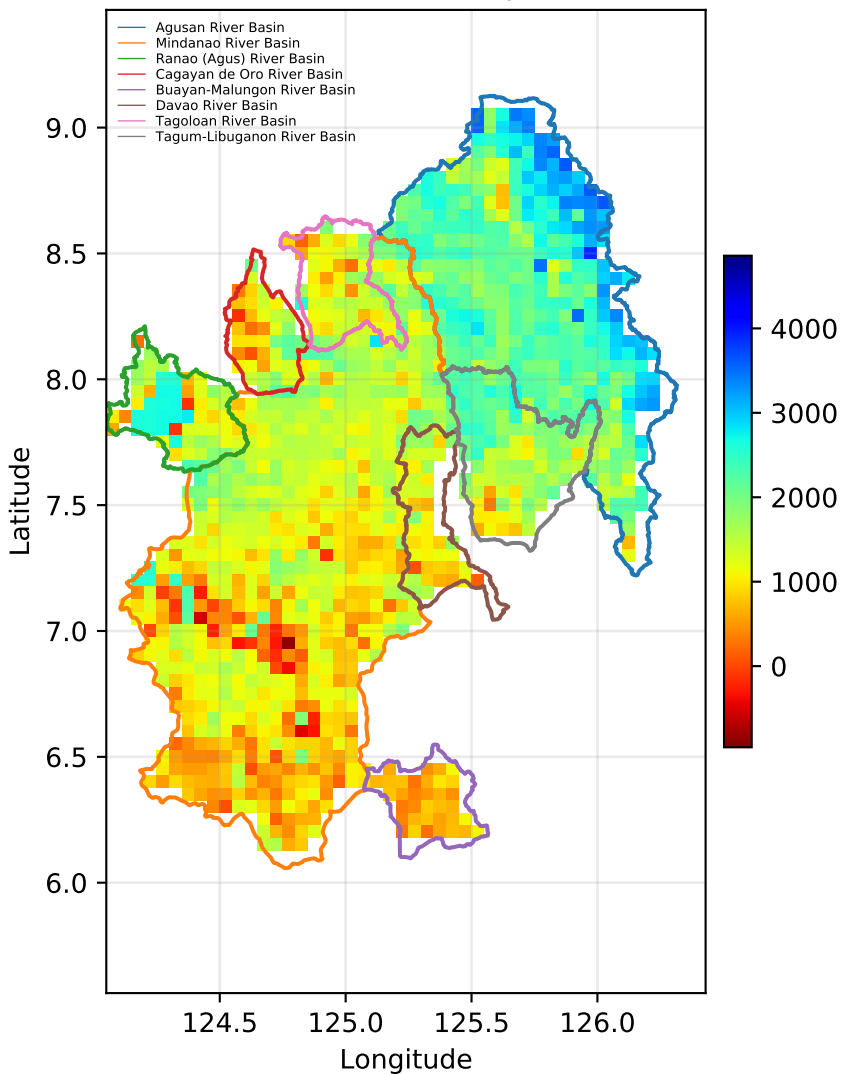 Agusan River Basin
Mindanao River Basin
Ranao (Agus) River Basin
Cagayan de Oro River Basin
Buayan-Malungon River Basin
Davao River Basin
Tagoloan River Basin
Tagum-Libuganon River Basin
9.0
8.5
8.0
7.5
7.0
6.5
6.0
Latitude
124.5 125.0 125.5 126.0
Longitude
4000
3000
2000
1000
0